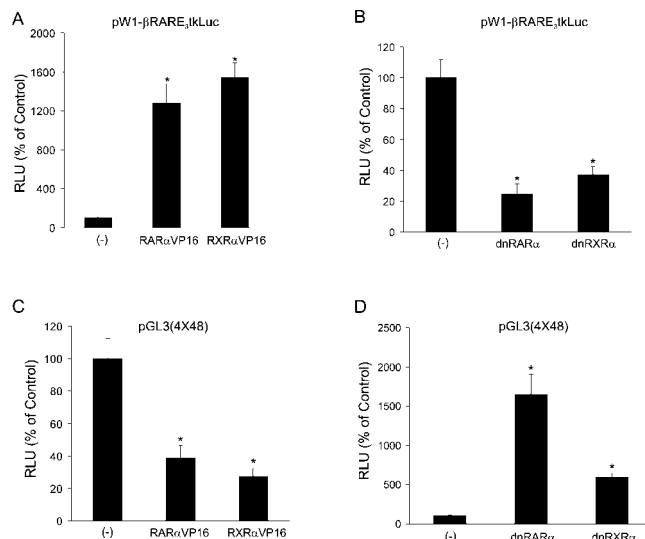 A
pW1-βRARE₃tkLuc
RLU (% of Control)
2000
1600
1200
800
400
0
*
*
(-)
RARαVP16
RXRαVP16
B
pW1-βRARE₃tkLuc
RLU (% of Control)
120
100
80
60
40
20
0
*
*
(-)
dnRARα
dnRXRα
C
pGL3(4X48)
RLU (% of Control)
120
100
80
60
40
20
0
*
*
(-)
RARαVP16
RXRαVP16
D
pGL3(4X48)
RLU (% of Control)
2500
2000
1500
1000
500
0
*
*
(-)
dnRARα
dnRXRα